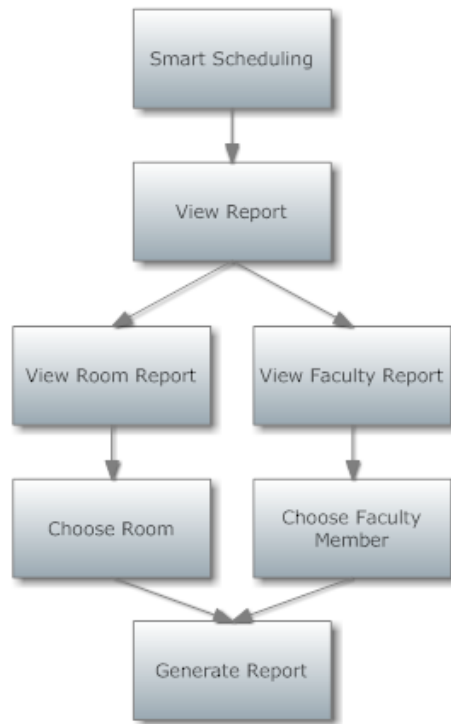 Smart Scheduling
View Report
View Room Report
View Faculty Report
Choose Room
Choose Faculty
Member
Generate Report